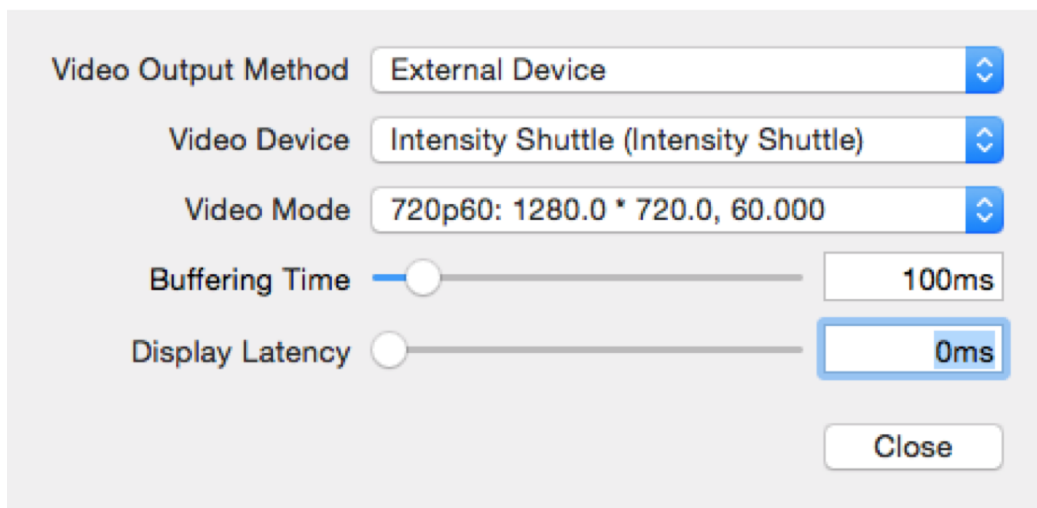 Video Output Method External Device
Video Device Intensity Shuttle (Intensity Shuttle)
Video Mode 720p60: 1280.0 * 720.0, 60.000
Buffering Time 100ms
Display Latency 0ms
Close